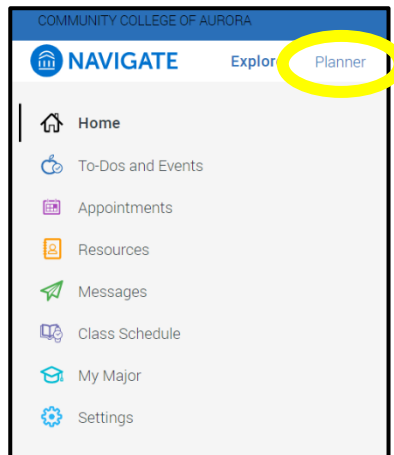 COMMUNITY COLLEGE OF AURORA
NAVIGATE Explore Planner
Home
To-Dos and Events
Appointments
Resources
Messages
Class Schedule
My Major
Settings